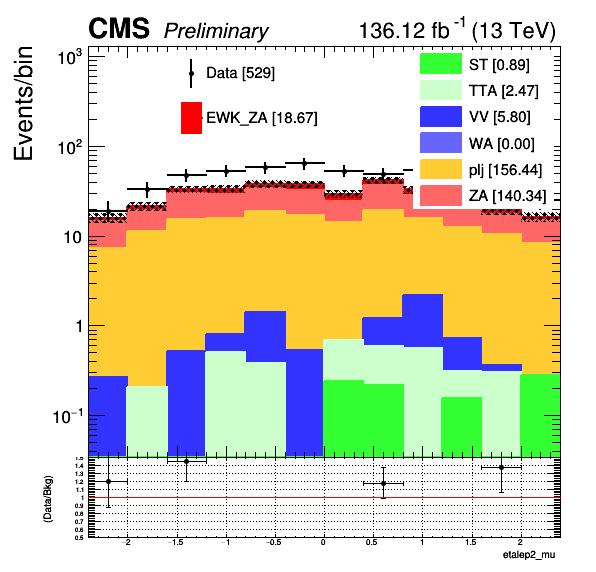 CMS Preliminary 136.12 fb⁻¹ (13 TeV)
Events/bin
10³
10²
10
1
10⁻¹
Data [529]
EWK_ZA [18.67]
ST [0.89]
TTA [2.47]
VV [5.80]
WA [0.00]
plj [156.44]
ZA [140.34]
(Data/Bkg)
1.5
1.4
1.3
1.2
1.1
1
0.9
0.8
0.7
0.6
0.5
−2 −1.5 −1 −0.5 0 0.5 1 1.5 2
etalep2_mu